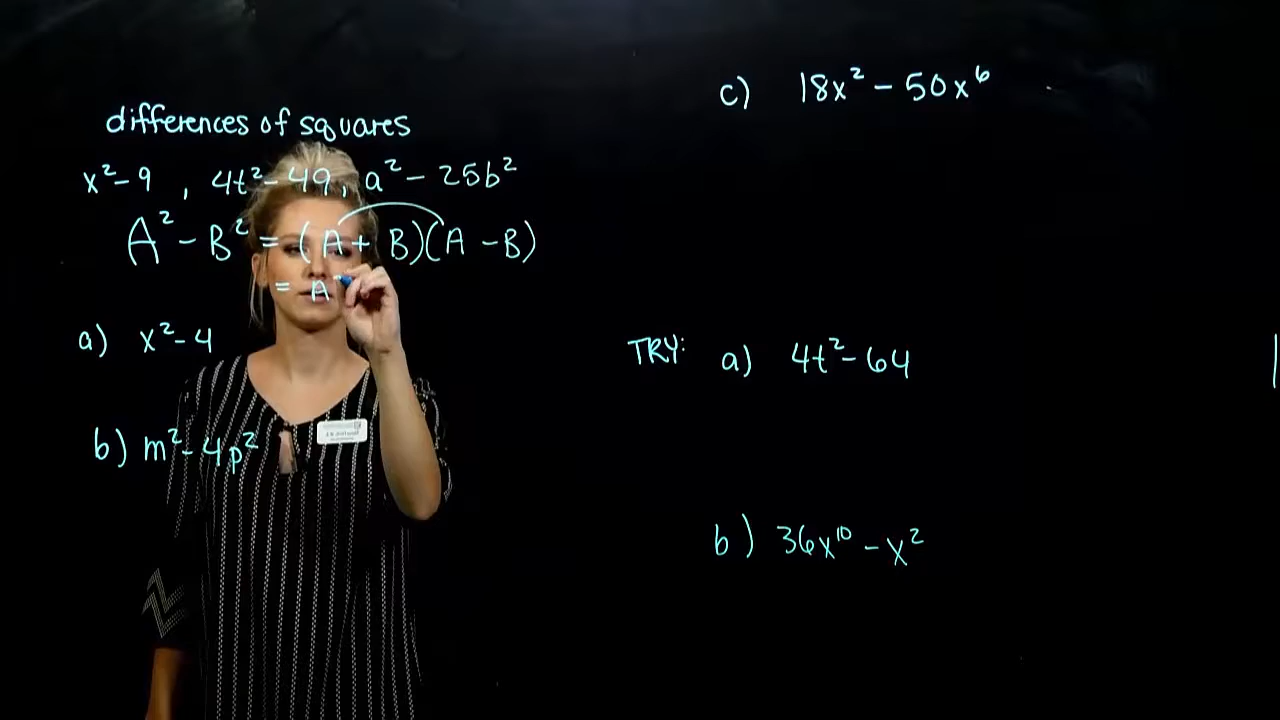 differences of squares
x² - 9 , 4t² - 49, a² - 25b²
A² - B² = (A + B)(A - B)
= A
a) x² - 4
b) m² - 4p²
c) 18x² - 50x⁶
TRY: a) 4t² - 64
b) 36x¹⁰ - x²